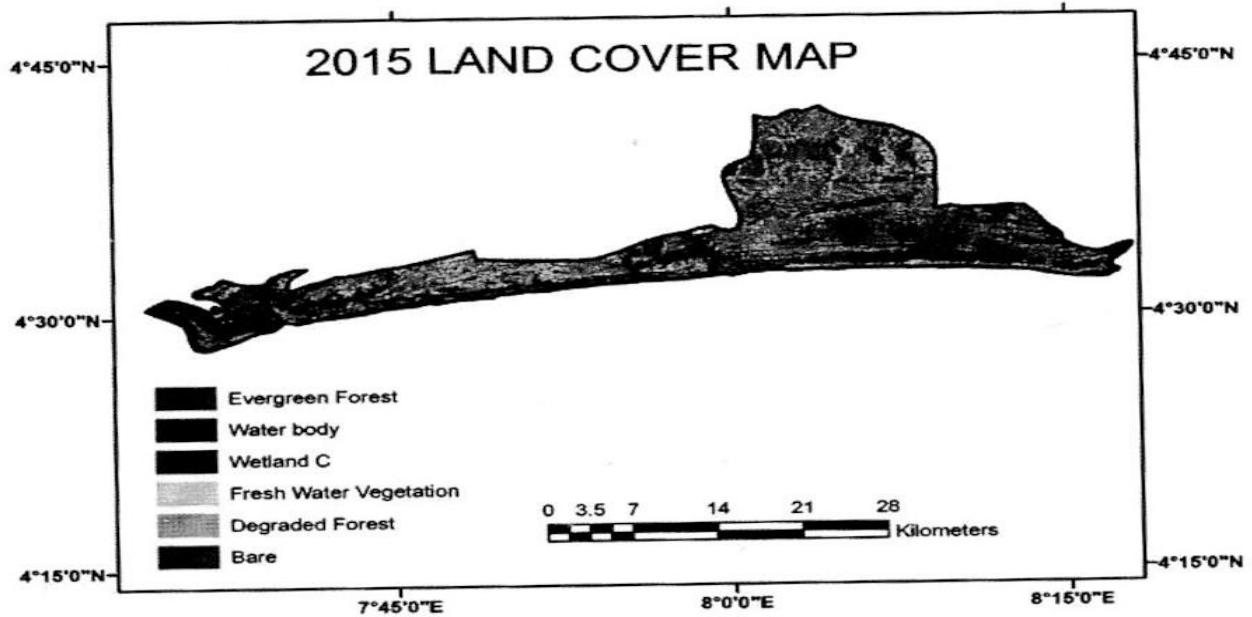 2015 LAND COVER MAP
4°45'0"N
4°45'0"N
4°30'0"N
4°30'0"N
Evergreen Forest
Water body
Wetland C
Fresh Water Vegetation
Degraded Forest
Bare
0 3.5 7 14 21 28
Kilometers
4°15'0"N
4°15'0"N
7°45'0"E
8°0'0"E
8°15'0"E